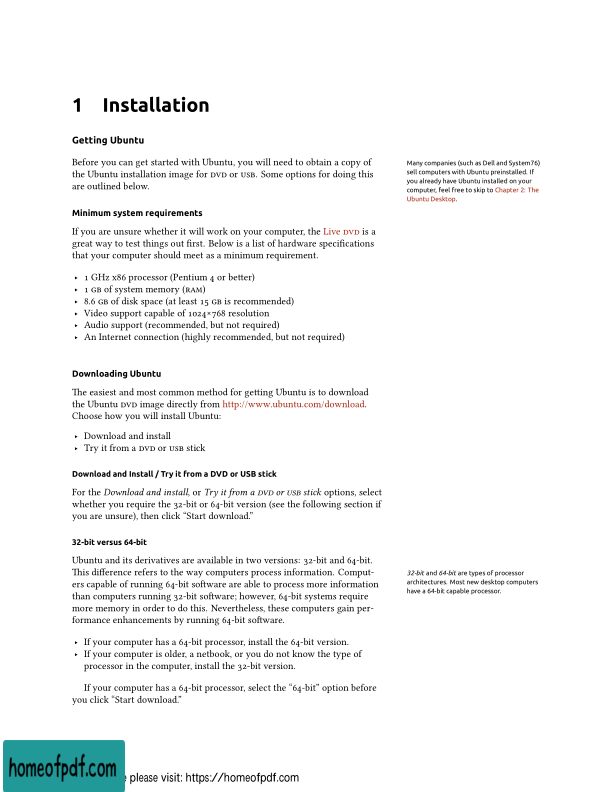 1 Installation
Getting Ubuntu
Before you can get started with Ubuntu, you will need to obtain a copy of
the Ubuntu installation image for DVD or USB. Some options for doing this
are outlined below.
Many companies (such as Dell and System76)
sell computers with Ubuntu preinstalled. If
you already have Ubuntu installed on your
computer, feel free to skip to Chapter 2: The
Ubuntu Desktop.
Minimum system requirements
If you are unsure whether it will work on your computer, the Live DVD is a
great way to test things out first. Below is a list of hardware specifications
that your computer should meet as a minimum requirement.
‣ 1 GHz x86 processor (Pentium 4 or better)
‣ 1 GB of system memory (RAM)
‣ 8.6 GB of disk space (at least 15 GB is recommended)
‣ Video support capable of 1024×768 resolution
‣ Audio support (recommended, but not required)
‣ An Internet connection (highly recommended, but not required)
Downloading Ubuntu
The easiest and most common method for getting Ubuntu is to download
the Ubuntu DVD image directly from http://www.ubuntu.com/download.
Choose how you will install Ubuntu:
‣ Download and install
‣ Try it from a DVD or USB stick
Download and Install / Try it from a DVD or USB stick
For the Download and install, or Try it from a DVD or USB stick options, select
whether you require the 32-bit or 64-bit version (see the following section if
you are unsure), then click “Start download.”
32-bit versus 64-bit
Ubuntu and its derivatives are available in two versions: 32-bit and 64-bit.
This difference refers to the way computers process information. Comput-
ers capable of running 64-bit software are able to process more information
than computers running 32-bit software; however, 64-bit systems require
more memory in order to do this. Nevertheless, these computers gain per-
formance enhancements by running 64-bit software.
32-bit and 64-bit are types of processor
architectures. Most new desktop computers
have a 64-bit capable processor.
‣ If your computer has a 64-bit processor, install the 64-bit version.
‣ If your computer is older, a netbook, or you do not know the type of
processor in the computer, install the 32-bit version.
If your computer has a 64-bit processor, select the “64-bit” option before
you click “Start download.”
homeofpdf.com
please visit: https://homeofpdf.com